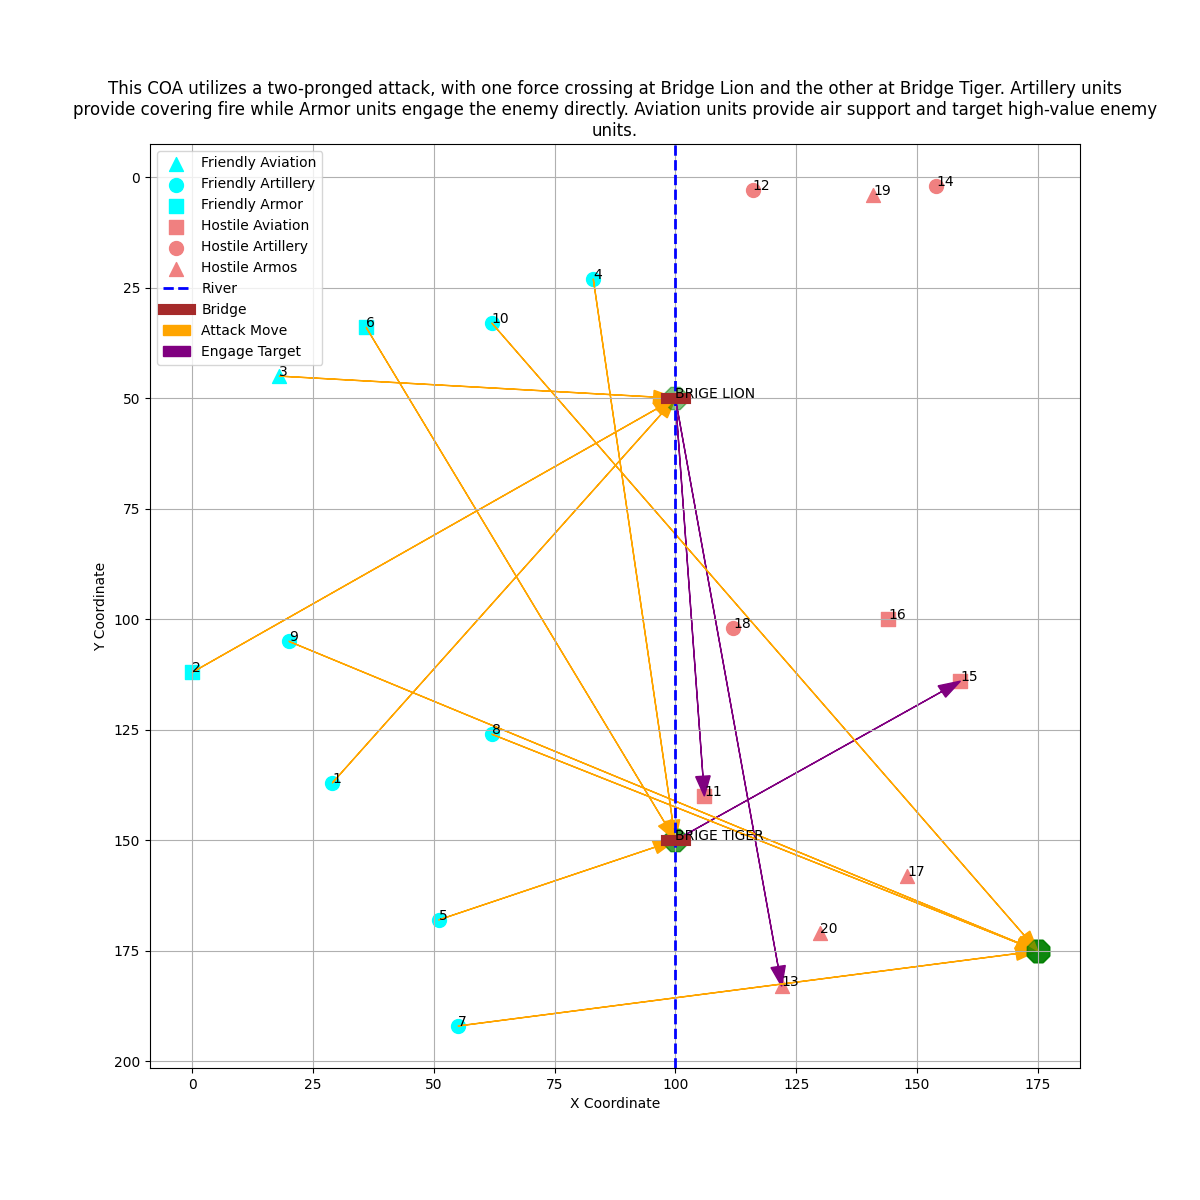 This COA utilizes a two-pronged attack, with one force crossing at Bridge Lion and the other at Bridge Tiger. Artillery units
provide covering fire while Armor units engage the enemy directly. Aviation units provide air support and target high-value enemy
units.
Friendly Aviation
Friendly Artillery
Friendly Armor
Hostile Aviation
Hostile Artillery
Hostile Armos
River
Bridge
Attack Move
Engage Target
0
25
50
75
100
125
150
175
200
Y Coordinate
12
19
14
4
10
6
3
BRIGE LION
16
18
9
2
15
8
1
11
BRIGE TIGER
17
5
20
13
7
0
25
50
75
100
125
150
175
X Coordinate